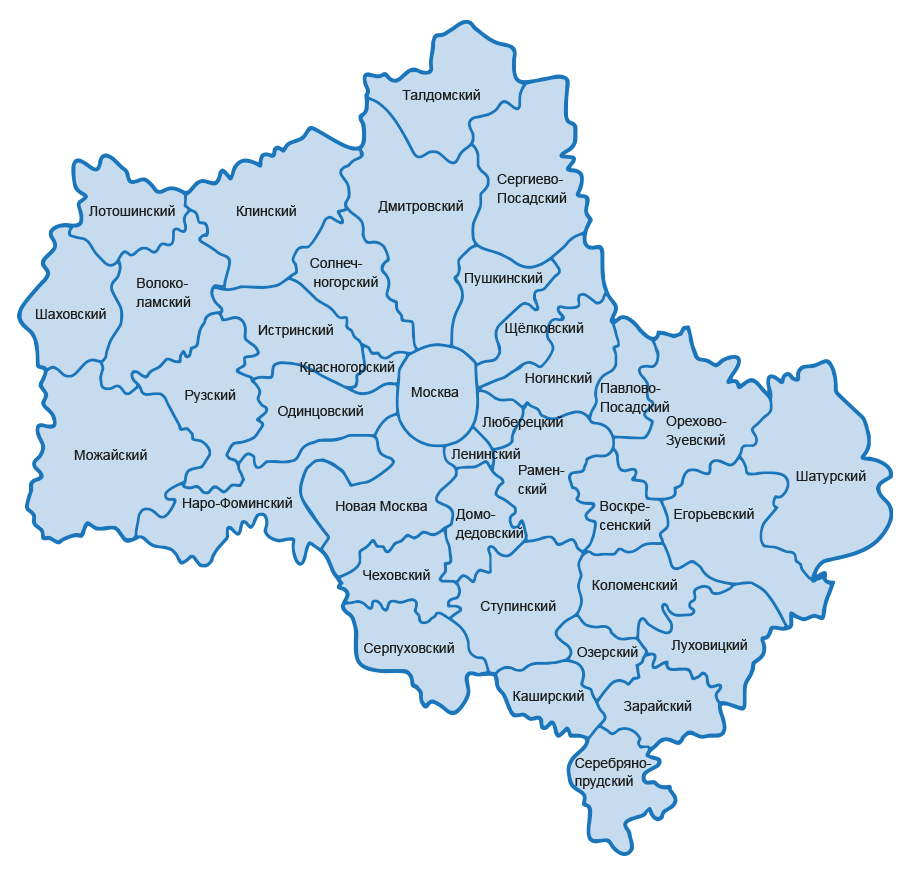 Талдомский
Сергиево-
Посадский
Дмитровский
Лотошинский
Клинский
Солнеч-
ногорский
Пушкинский
Волоко-
ламский
Шаховский
Истринский
Щёлковский
Красногорский
Ногинский
Павлово-
Посадский
Москва
Рузский
Одинцовский
Люберецкий
Орехово-
Зуевский
Можайский
Ленинский
Рамен-
ский
Шатурский
Наро-Фоминский
Новая Москва
Домо-
дедовский
Воскре-
сенский
Егорьевский
Чеховский
Коломенский
Ступинский
Серпуховский
Озерский
Луховицкий
Каширский
Зарайский
Серебряно-
прудский